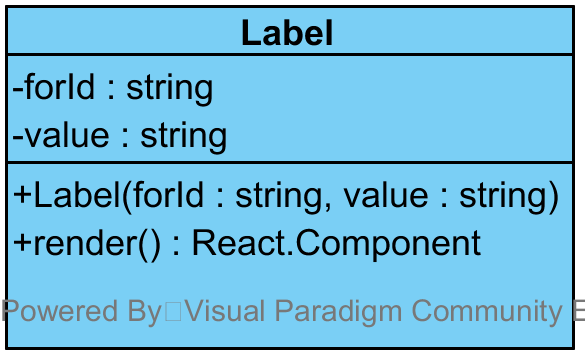 Label
-forId : string
-value : string
+Label(forId : string, value : string)
+render() : React.Component
Powered By Visual Paradigm Community E